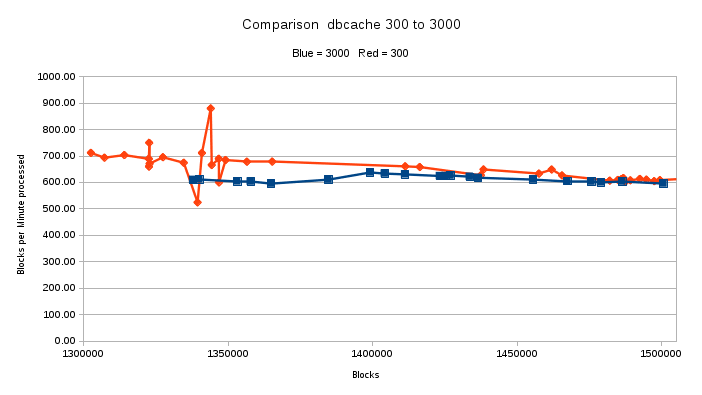 Comparison  dbcache 300 to 3000
Blue = 3000   Red = 300
1000.00
900.00
800.00
700.00
600.00
500.00
400.00
300.00
200.00
100.00
0.00
Blocks per Minute processed
1300000 1350000 1400000 1450000 1500000
Blocks